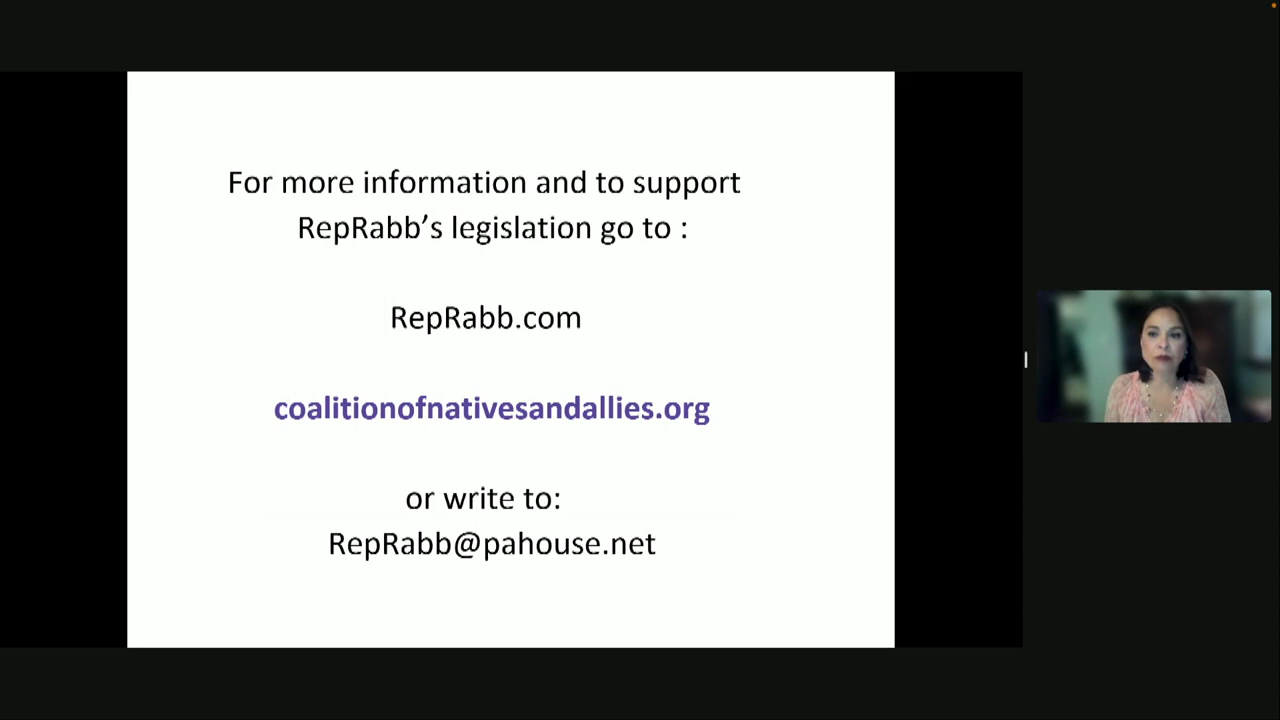 For more information and to support
RepRabb’s legislation go to :
RepRabb.com
coalitionofnativesandallies.org
or write to:
RepRabb@pahouse.net